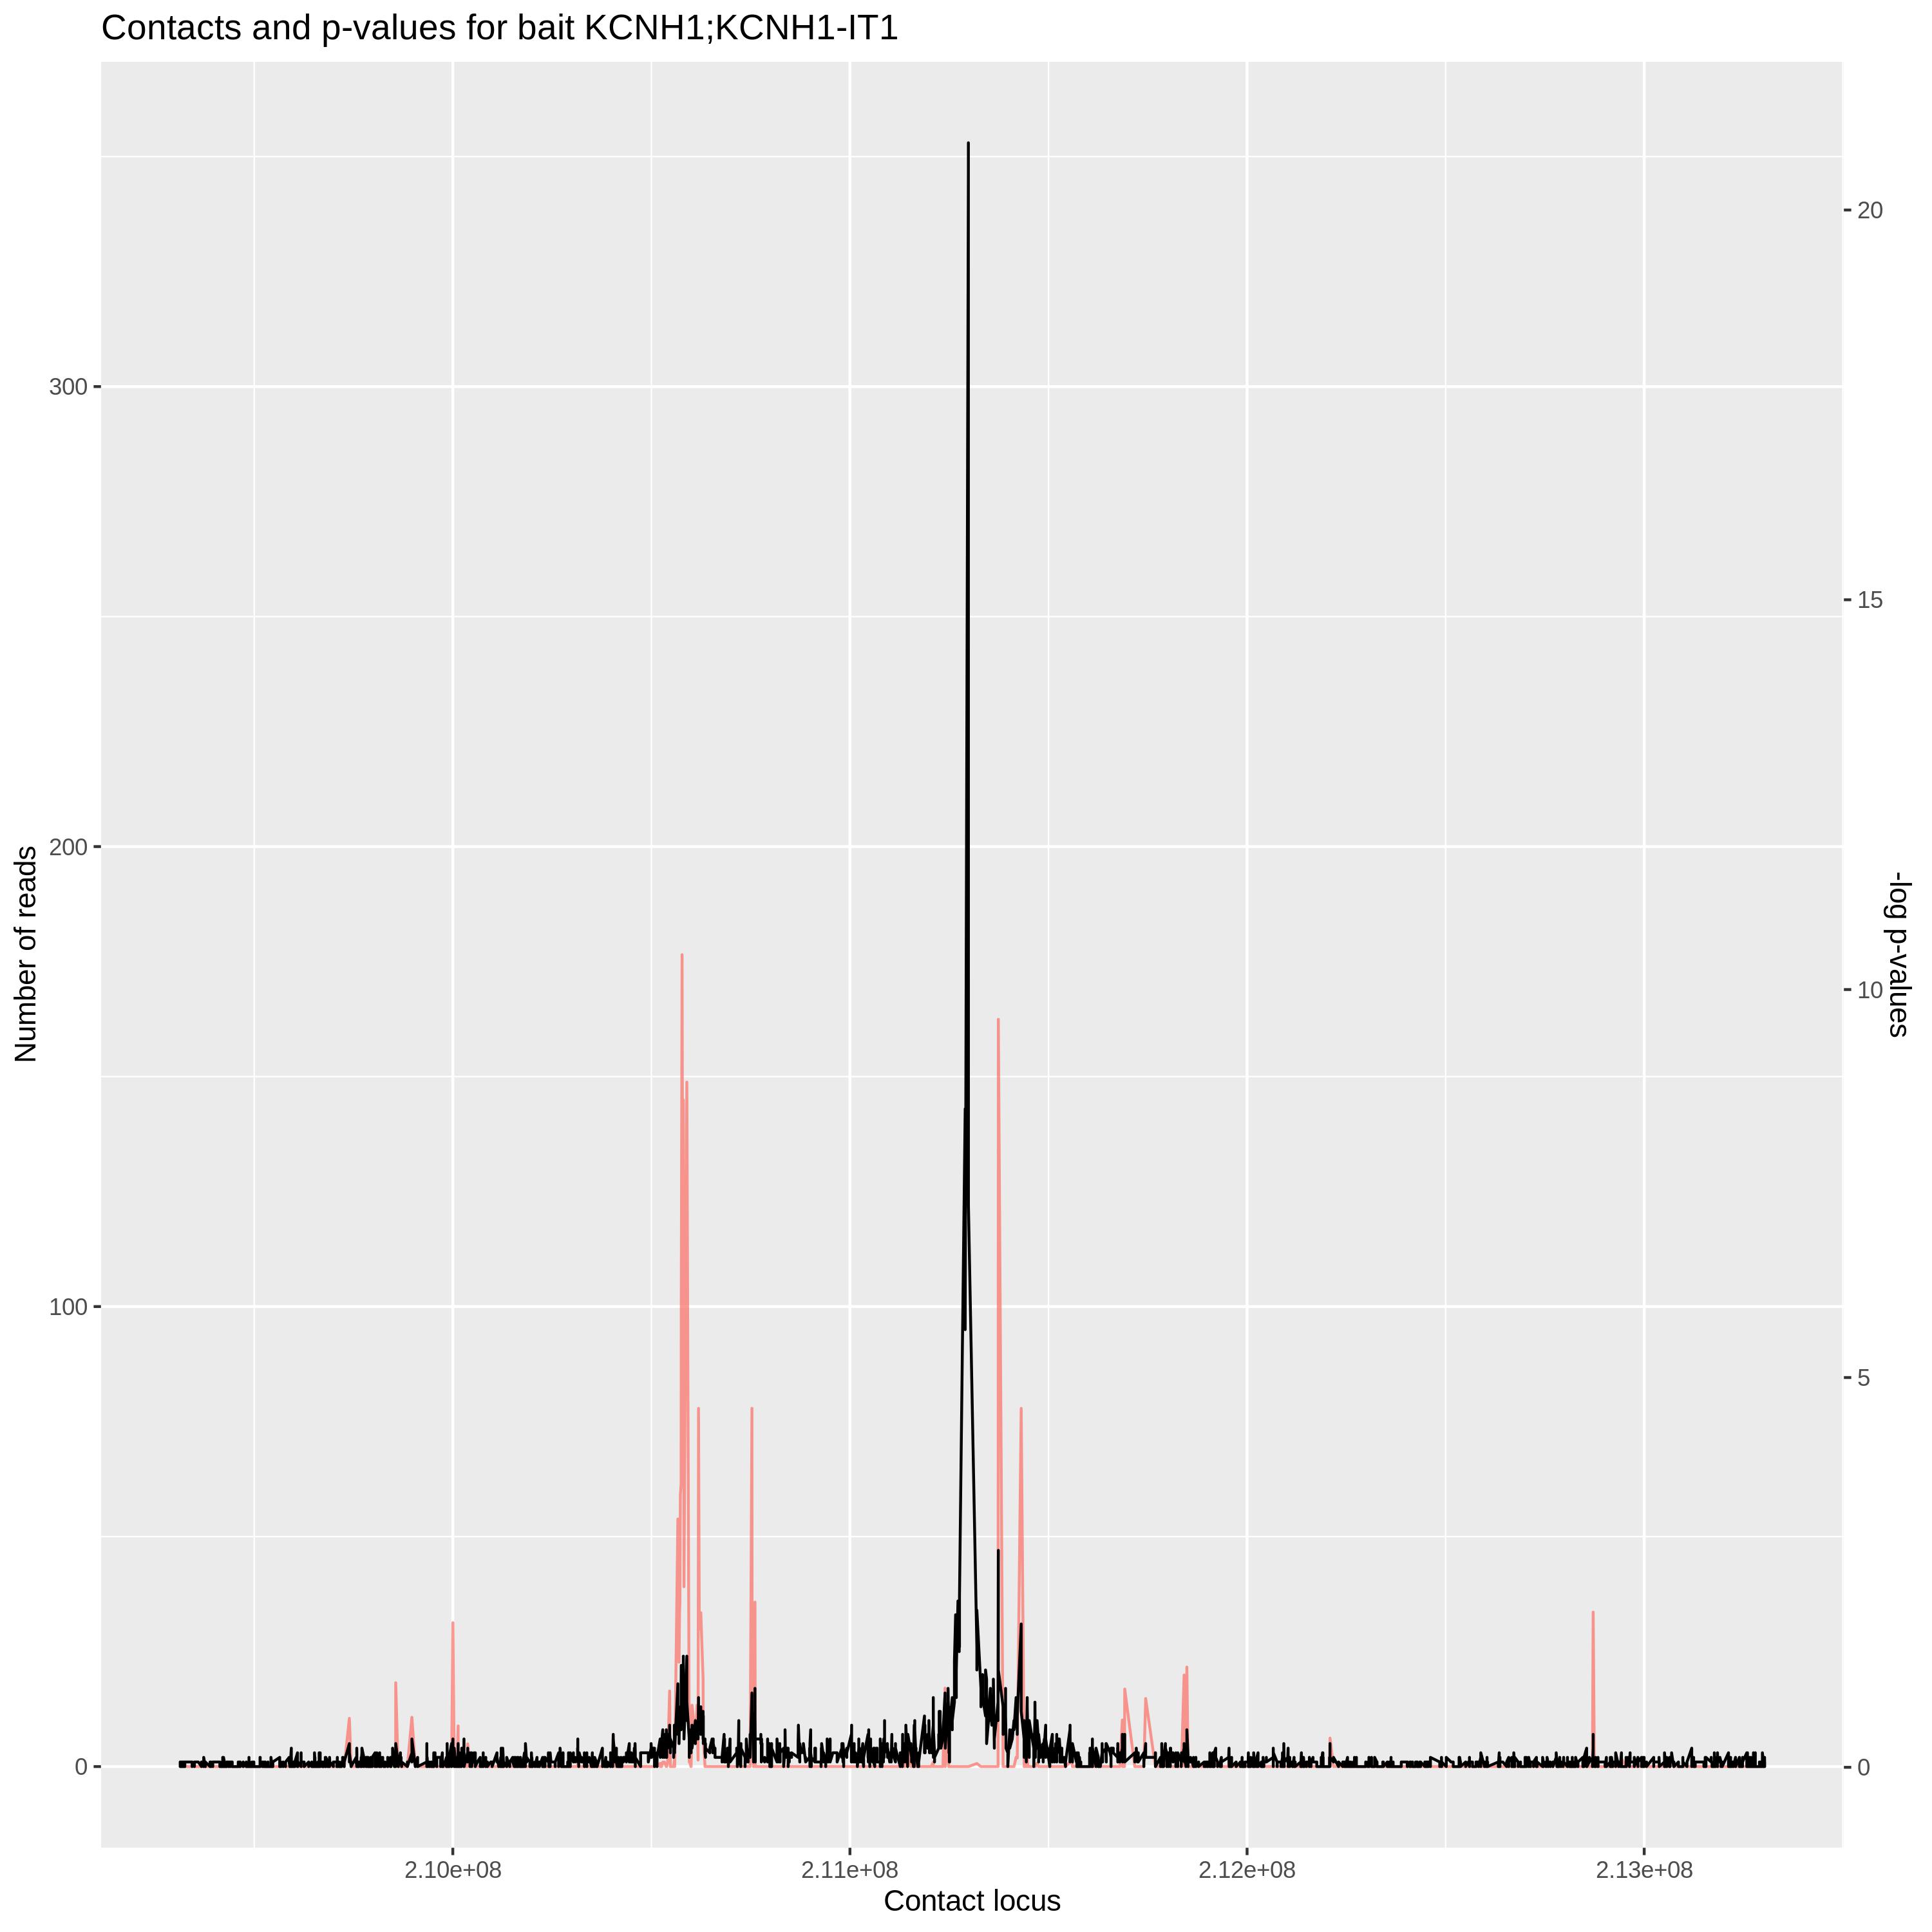 Contacts and p-values for bait KCNH1;KCNH1-IT1
Number of reads
300
200
100
0
20
15
10
5
0
-log p-values
2.10e+08
2.11e+08
2.12e+08
2.13e+08
Contact locus